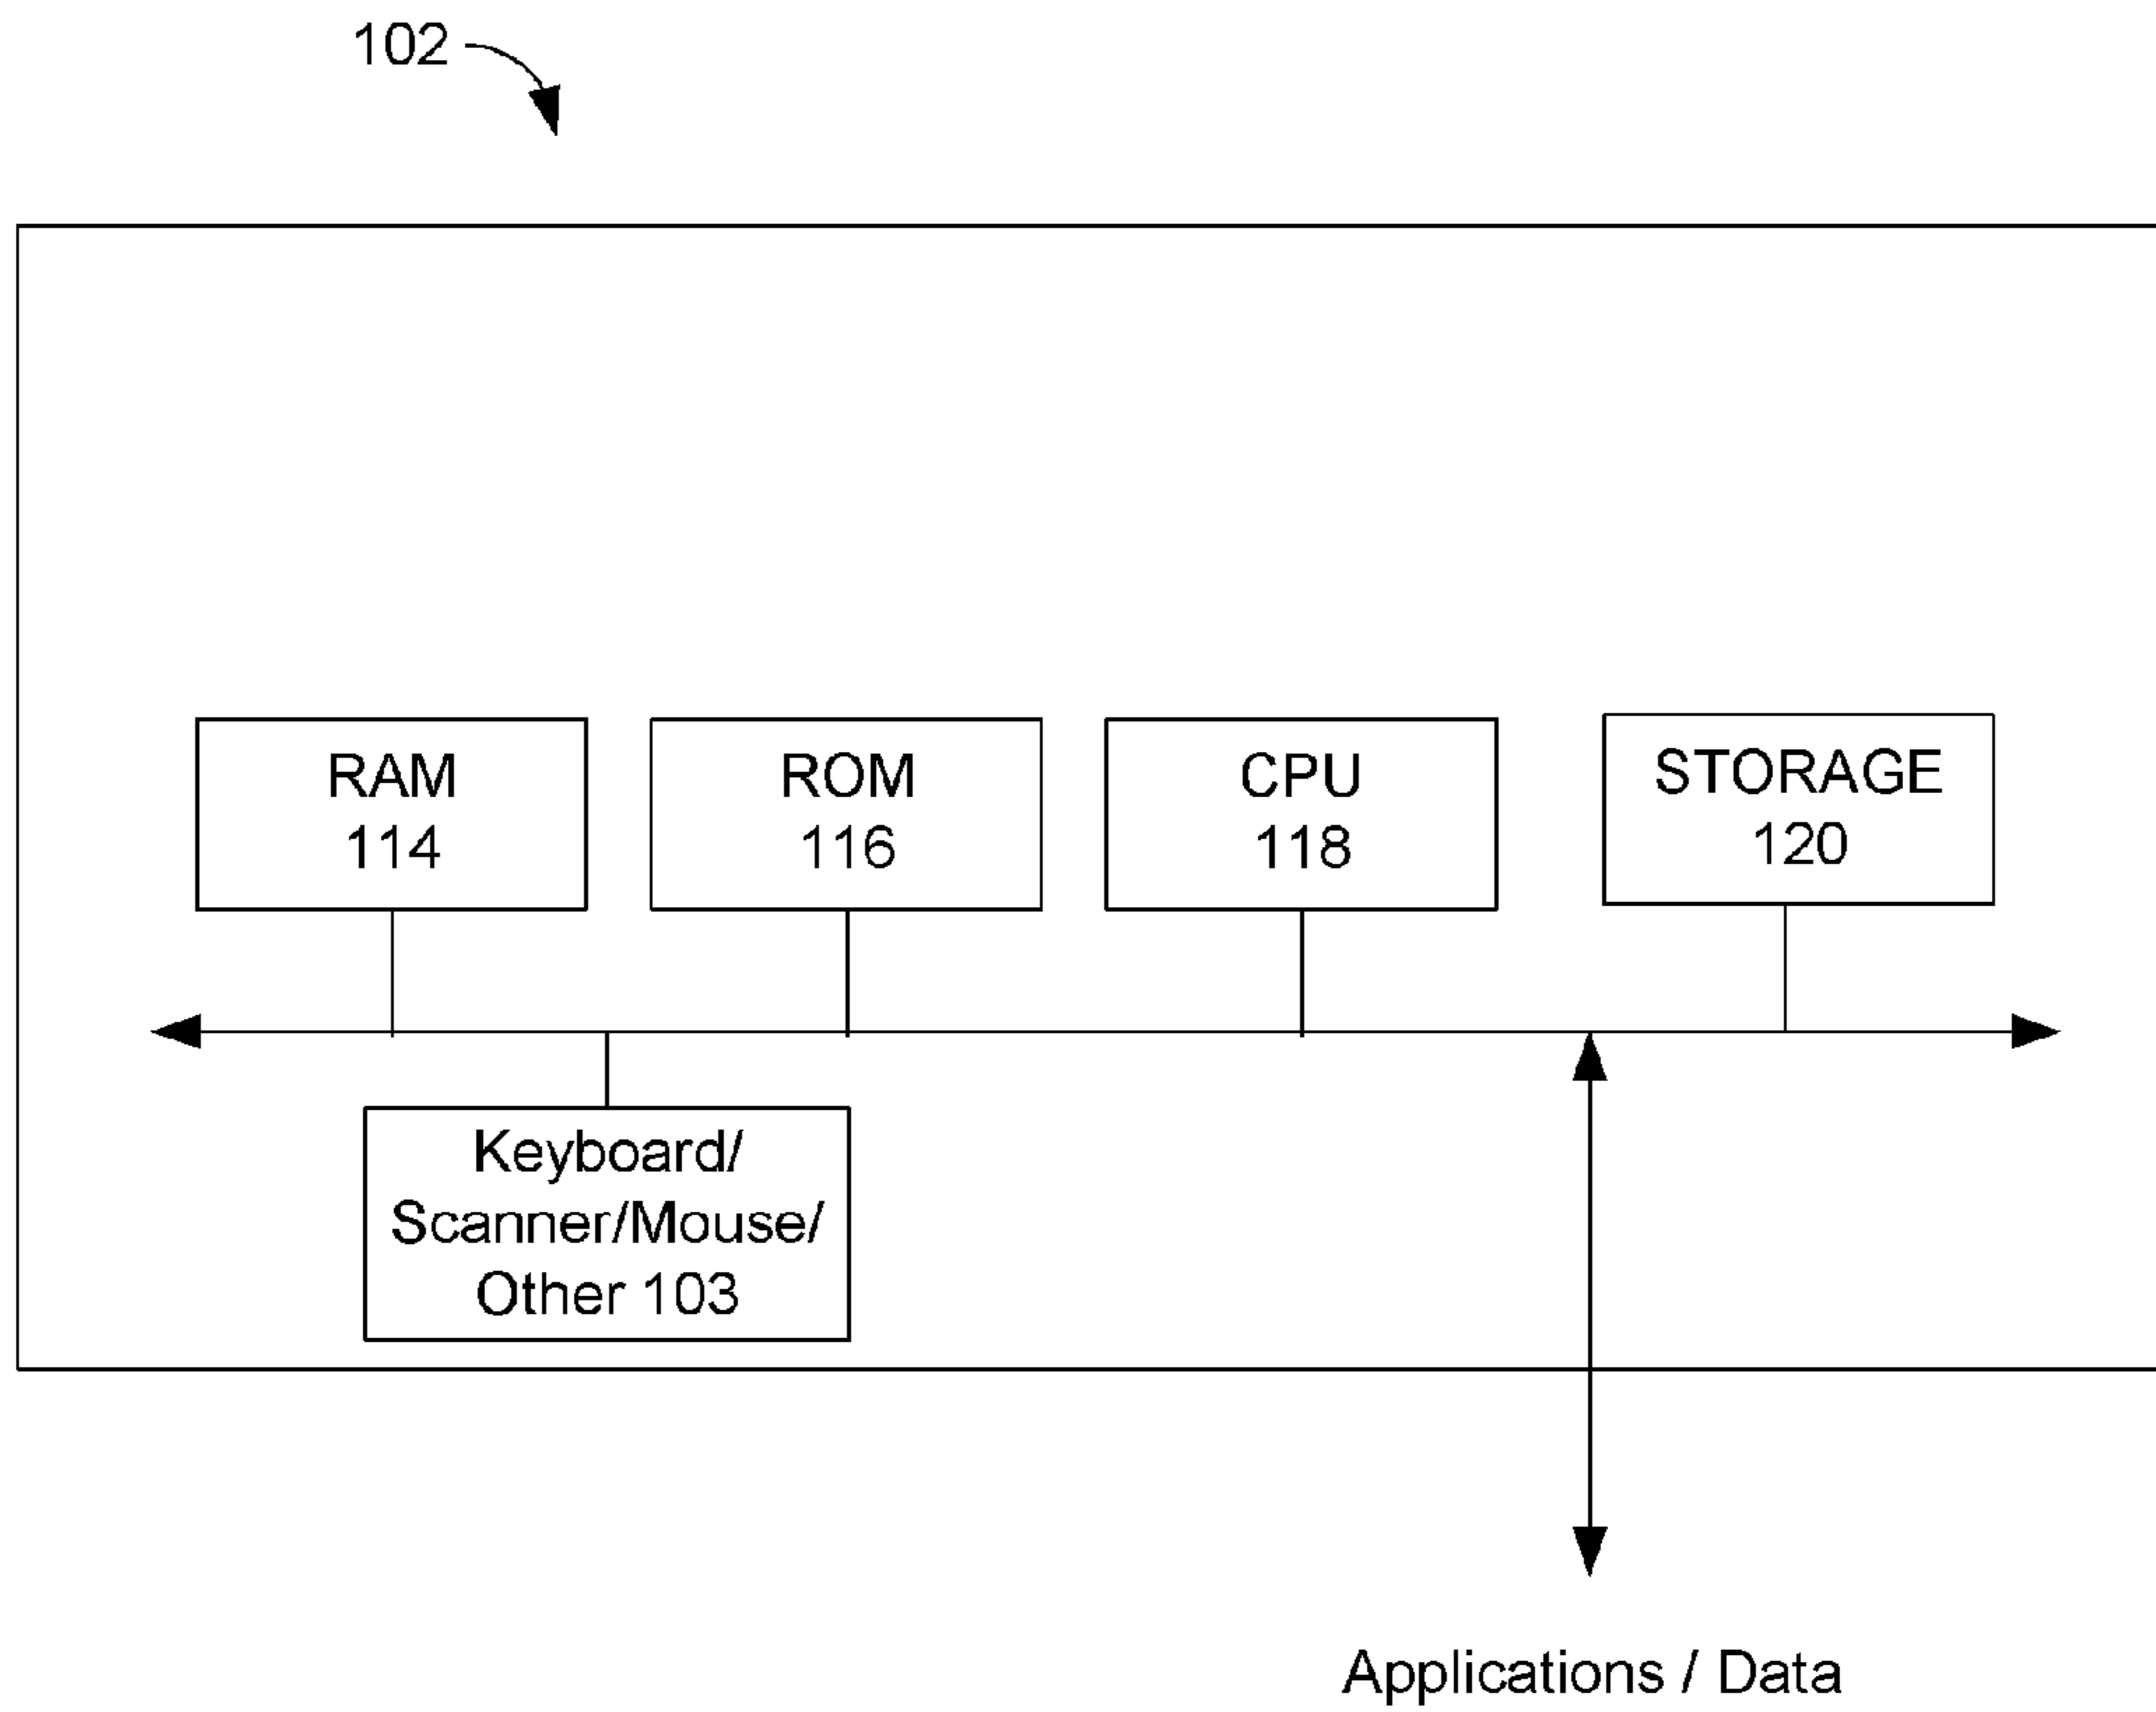 102
RAM
114
ROM
116
CPU
118
STORAGE
120
Keyboard/
Scanner/Mouse/
Other 103
Applications / Data